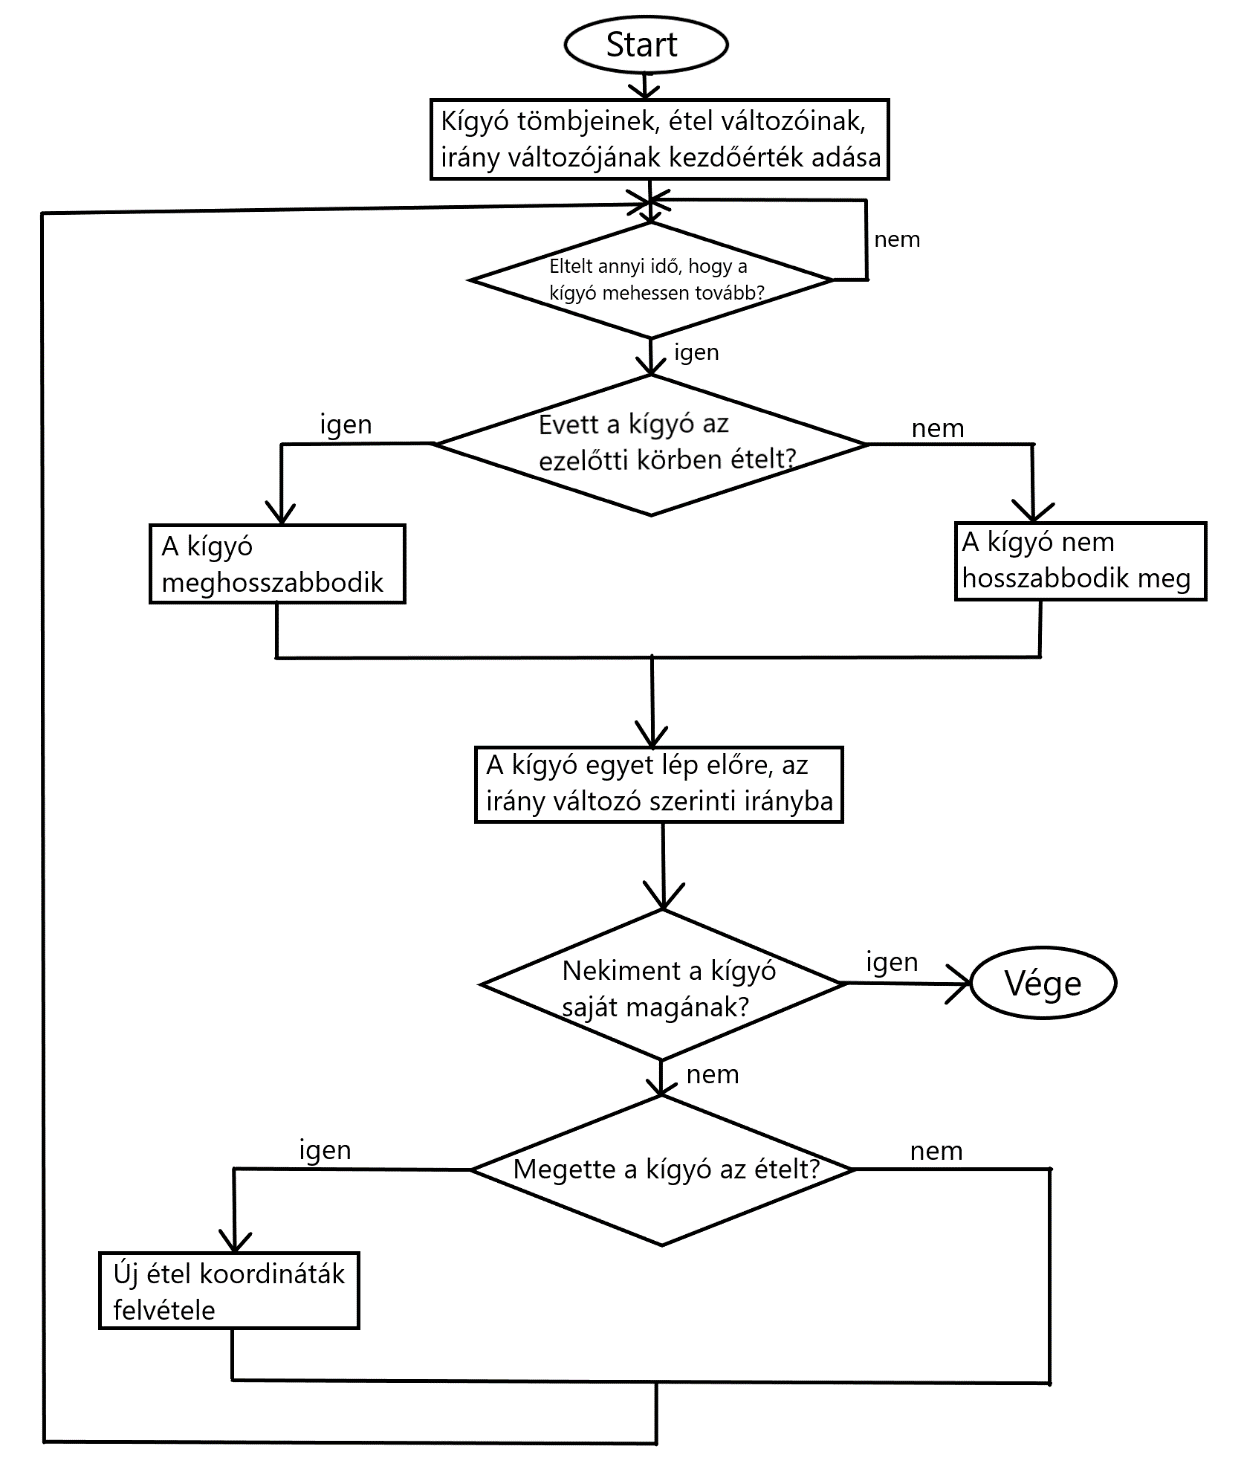 Start
Kígyó tömbjeinek, étel változóinak,
irány változójának kezdőérték adása
nem
Eltelt annyi idő, hogy a
kígyó mehessen tovább?
igen
Evett a kígyó az
ezelőtti körben ételt?
igen
nem
A kígyó
meghosszabbodik
A kígyó nem
hosszabbodik meg
A kígyó egyet lép előre, az
irány változó szerinti irányba
Nekiment a kígyó
saját magának?
igen
Vége
nem
Megette a kígyó az ételt?
igen
nem
Új étel koordináták
felvétele